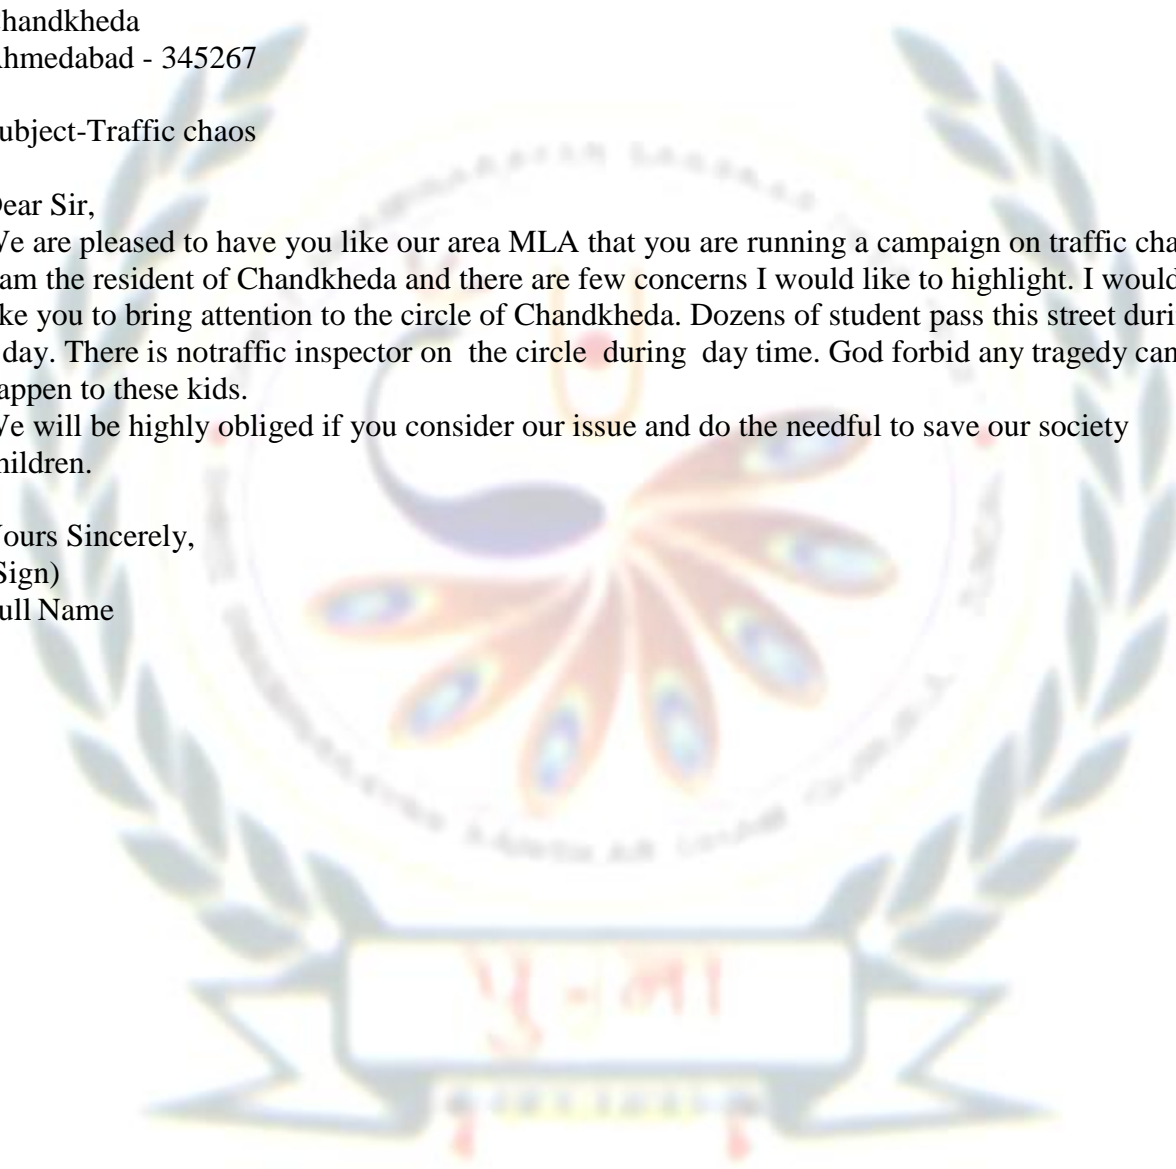 handkheda
hmedabad - 345267
ubject-Traffic chaos
ear Sir,
e are pleased to have you like our area MLA that you are running a campaign on traffic cha
am the resident of Chandkheda and there are few concerns I would like to highlight. I would
ke you to bring attention to the circle of Chandkheda. Dozens of student pass this street duri
day. There is notraffic inspector on the circle during day time. God forbid any tragedy can
appen to these kids.
e will be highly obliged if you consider our issue and do the needful to save our society
hildren.
ours Sincerely,
Sign)
ull Name